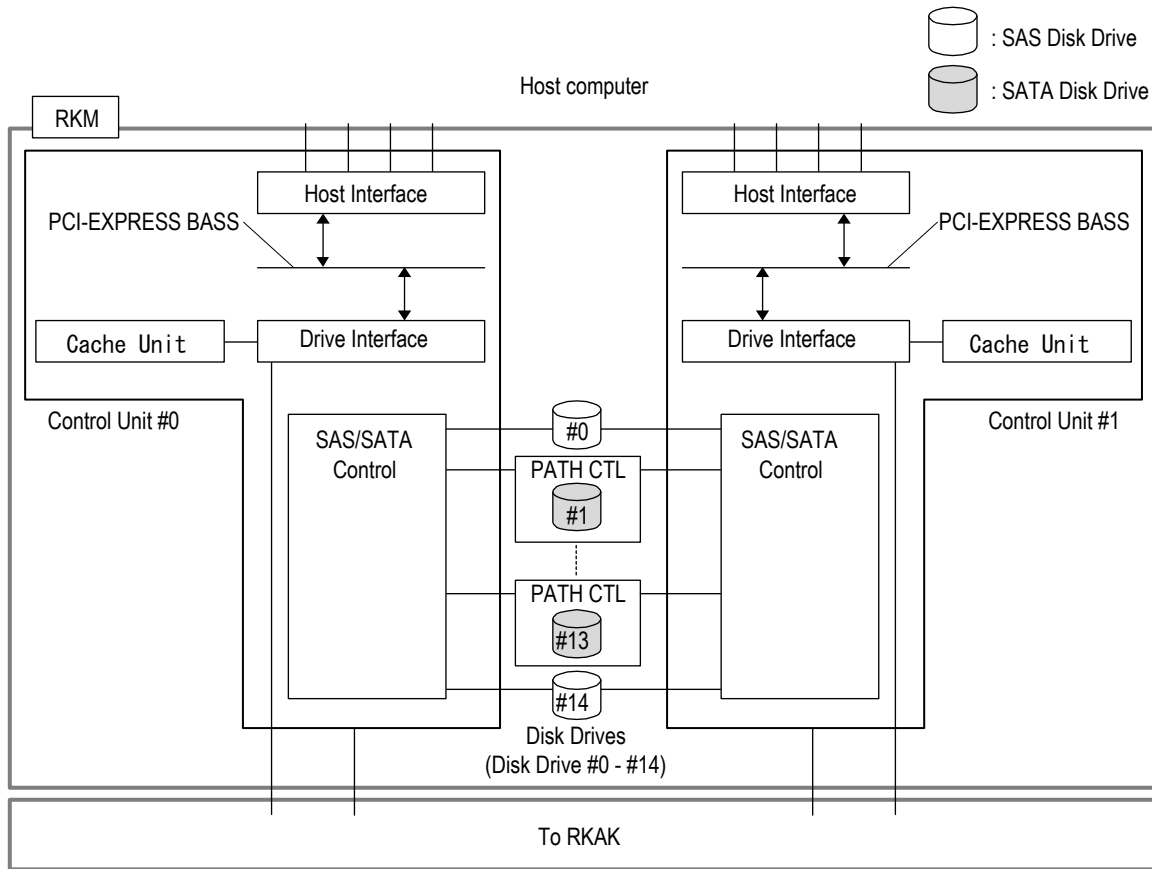 : SAS Disk Drive
Host computer
: SATA Disk Drive
RKM
Host Interface
Host Interface
PCI-EXPRESS BASS
PCI-EXPRESS BASS
Cache Unit
Drive Interface
Drive Interface
Cache Unit
Control Unit #0
Control Unit #1
SAS/SATA
Control
#0
SAS/SATA
Control
PATH CTL
#1
PATH CTL
#13
#14
Disk Drives
(Disk Drive #0 - #14)
To RKAK